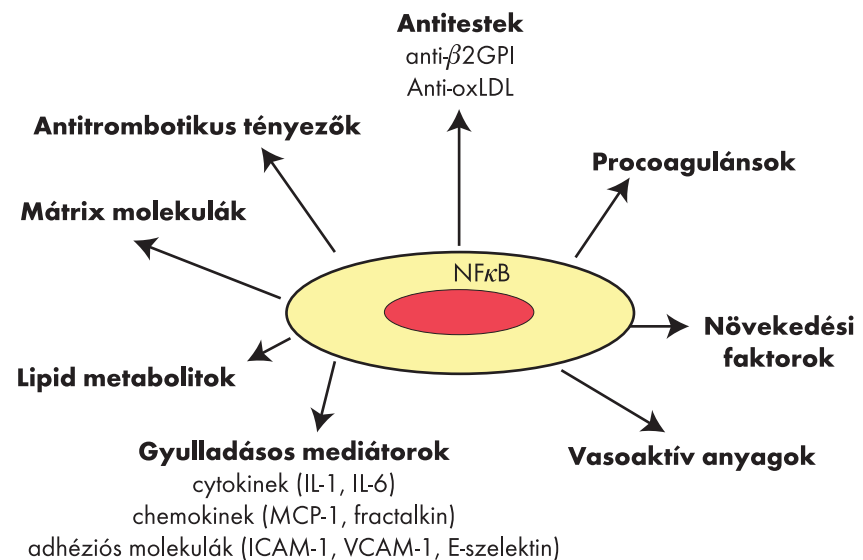 Antitestek
anti-β2GPI
Anti-oxLDL
Antitrombotikus tényezők
Procoagulánsok
Mátrix molekulák
NFκB
Növekedési
faktorok
Lipid metabolitok
Gyulladásos mediátorok
cytokinek (IL-1, IL-6)
chemokinek (MCP-1, fractalkin)
adhéziós molekulák (ICAM-1, VCAM-1, E-szelektin)
Vasoaktív anyagok